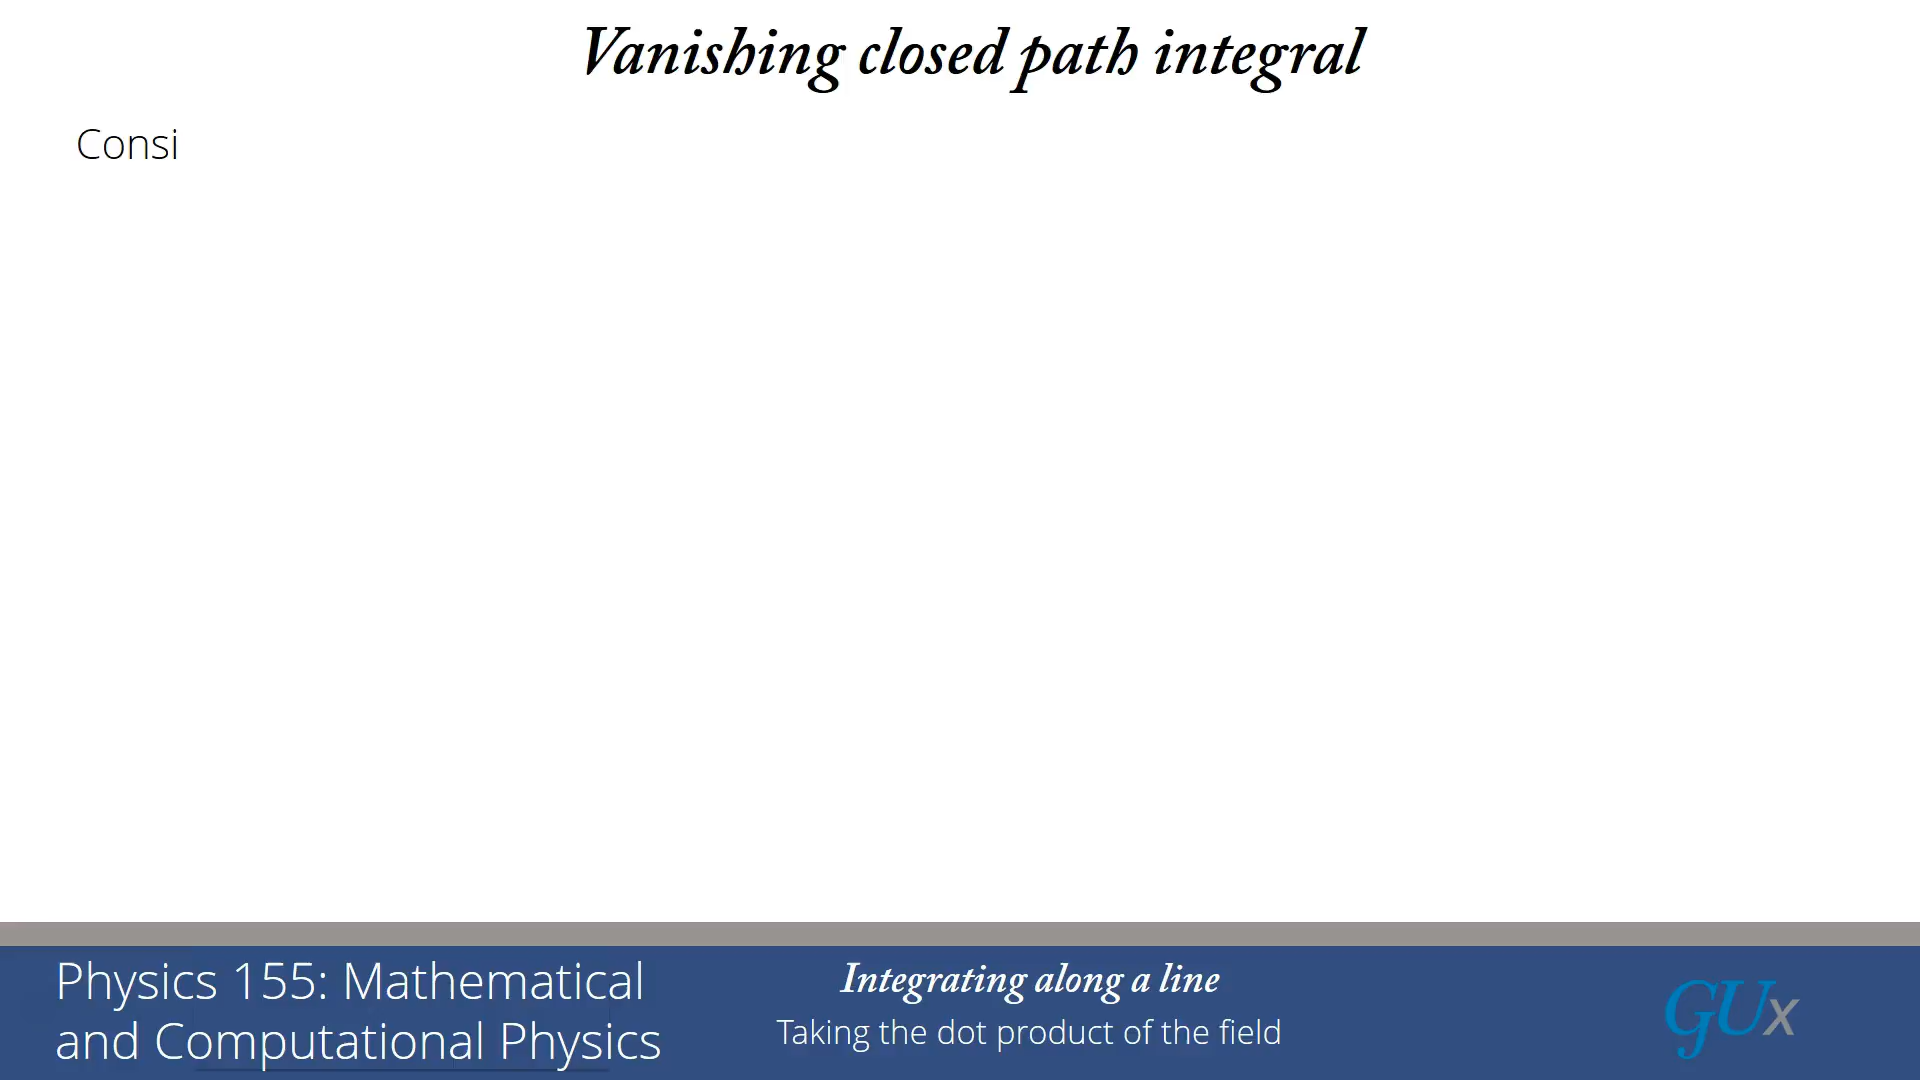 Vanishing closed path integral
Consi
Physics 155: Mathematical
and Computational Physics
Integrating along a line
Taking the dot product of the field
GUx